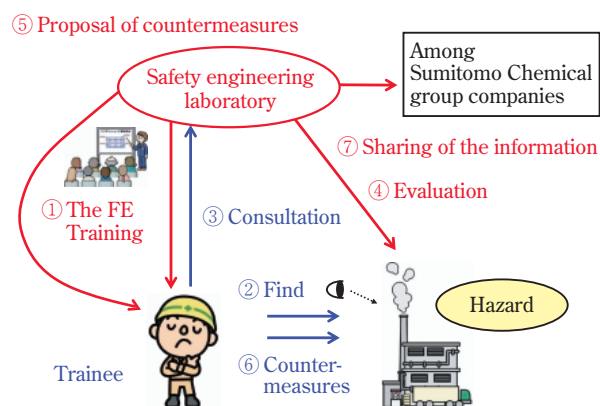 ⑤ Proposal of countermeasures
Safety engineering
laboratory
Among
Sumitomo Chemical
group companies
⑦ Sharing of the information
④ Evaluation
① The FE
Training
③ Consultation
② Find
Hazard
Trainee
⑥ Counter-
measures